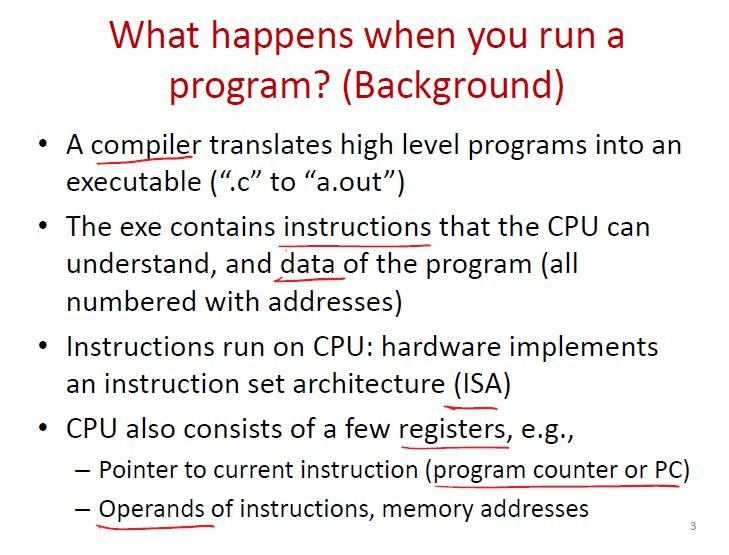 What happens when you run a
program? (Background)
• A compiler translates high level programs into an
executable (“.c” to “a.out”)
• The exe contains instructions that the CPU can
understand, and data of the program (all
numbered with addresses)
• Instructions run on CPU: hardware implements
an instruction set architecture (ISA)
• CPU also consists of a few registers, e.g.,
– Pointer to current instruction (program counter or PC)
– Operands of instructions, memory addresses
3